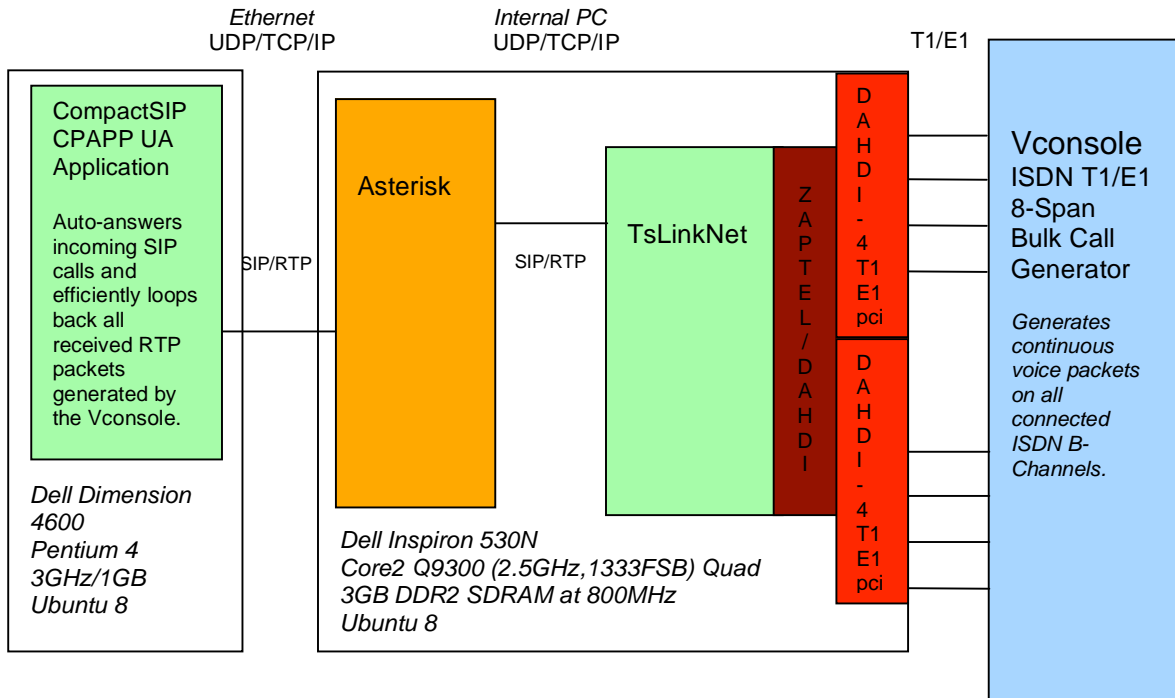 Ethernet
UDP/TCP/IP
Internal PC
UDP/TCP/IP
T1/E1
CompactSIP
CPAPP UA
Application
Auto-answers
incoming SIP
calls and
efficiently loops
back all
received RTP
packets
generated by
the Vconsole.
Dell Dimension
4600
Pentium 4
3GHz/1GB
Ubuntu 8
SIP/RTP
Asterisk
SIP/RTP
TsLinkNet
Z
A
P
T
E
L
/
D
A
H
D
I
D
A
H
D
I
-
4
T1
E1
pci
D
A
H
D
I
-
4
T1
E1
pci
Dell Inspiron 530N
Core2 Q9300 (2.5GHz,1333FSB) Quad
3GB DDR2 SDRAM at 800MHz
Ubuntu 8
Vconsole
ISDN T1/E1
8-Span
Bulk Call
Generator
Generates
continuous
voice packets
on all
connected
ISDN B-
Channels.